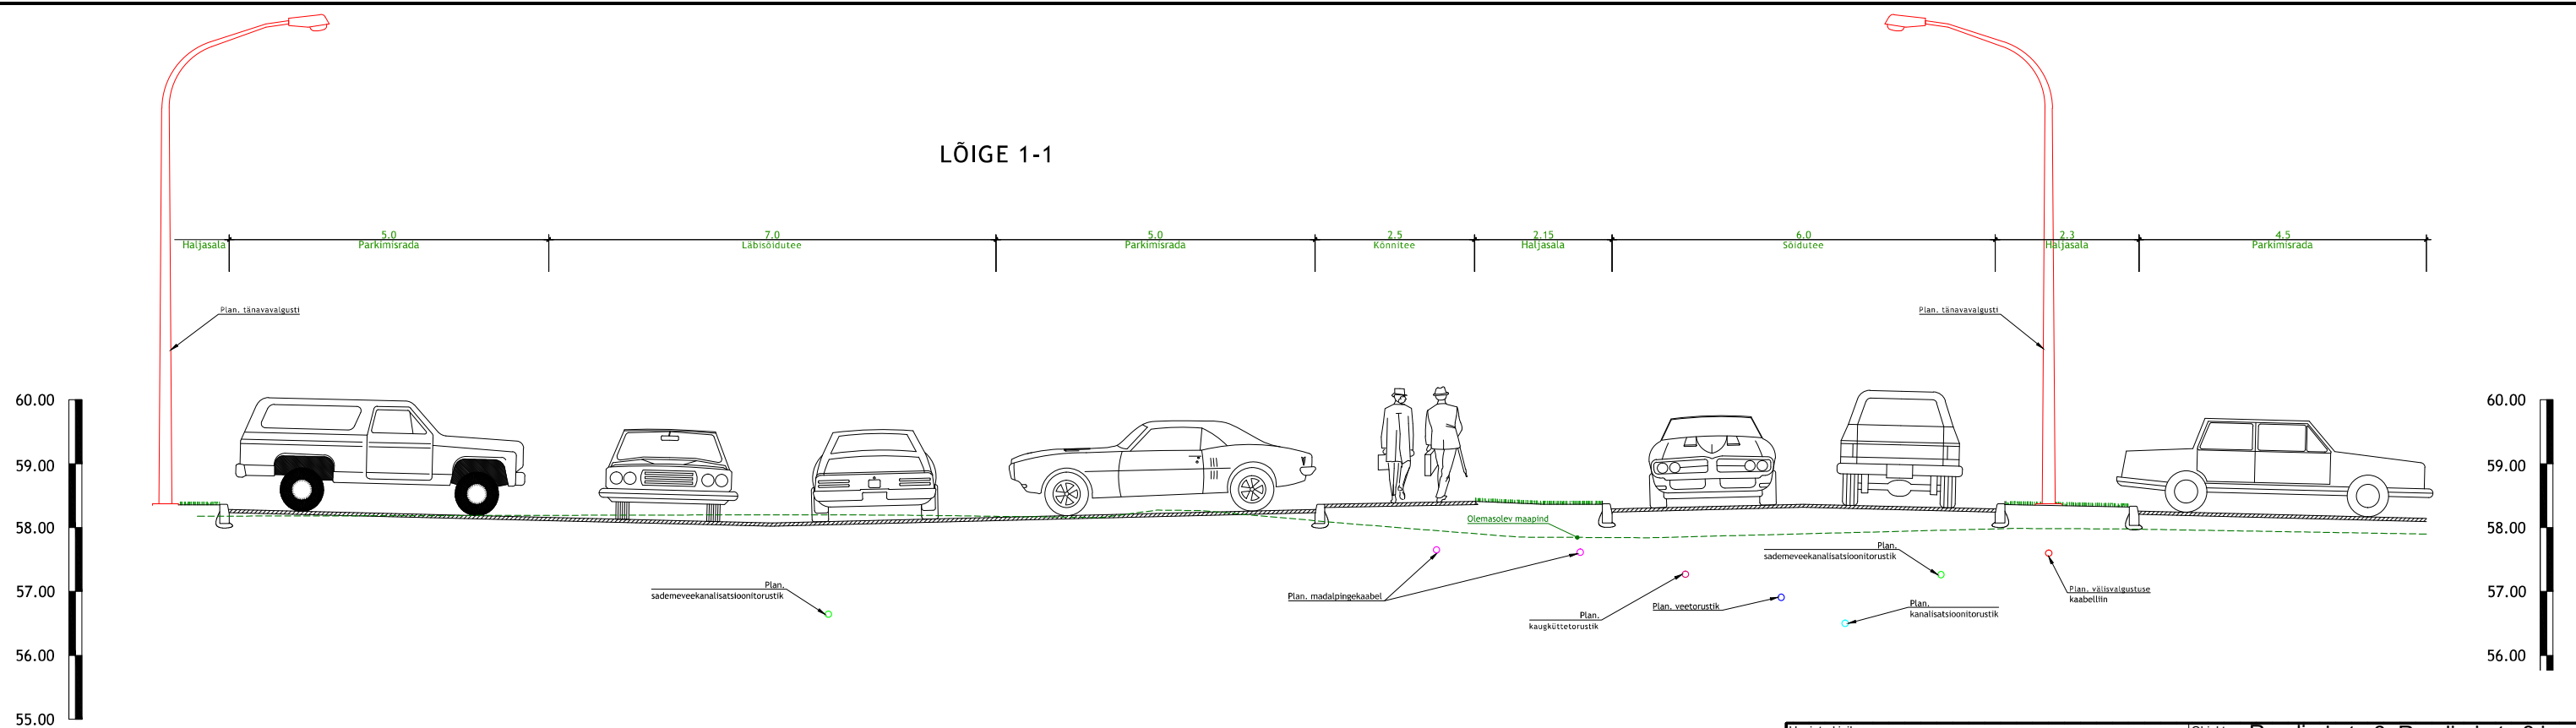 LÕIGE 1-1
5.0
7.0
5.0
2.5
2.15
6.0
2.3
4.5
Haljasala
Parkimisrada
Läbisõidutee
Parkimisrada
Kõnnitee
Haljasala
Sõidutee
Haljasala
Parkimisrada
Plan. tänavavalgusti
Plan. tänavavalgusti
60.00
59.00
58.00
57.00
56.00
55.00
60.00
59.00
58.00
57.00
56.00
Olemasolev maapind
Plan.
sademeveekanalisatsioonitorustik
Plan. madalpingekaabel
Plan.
kaugküttetorustik
Plan. veetorustik
Plan.
sademeveekanalisatsioonitorustik
Plan.
kanalisatsioonitorustik
Plan. välisvalgustuse
kaabelliin